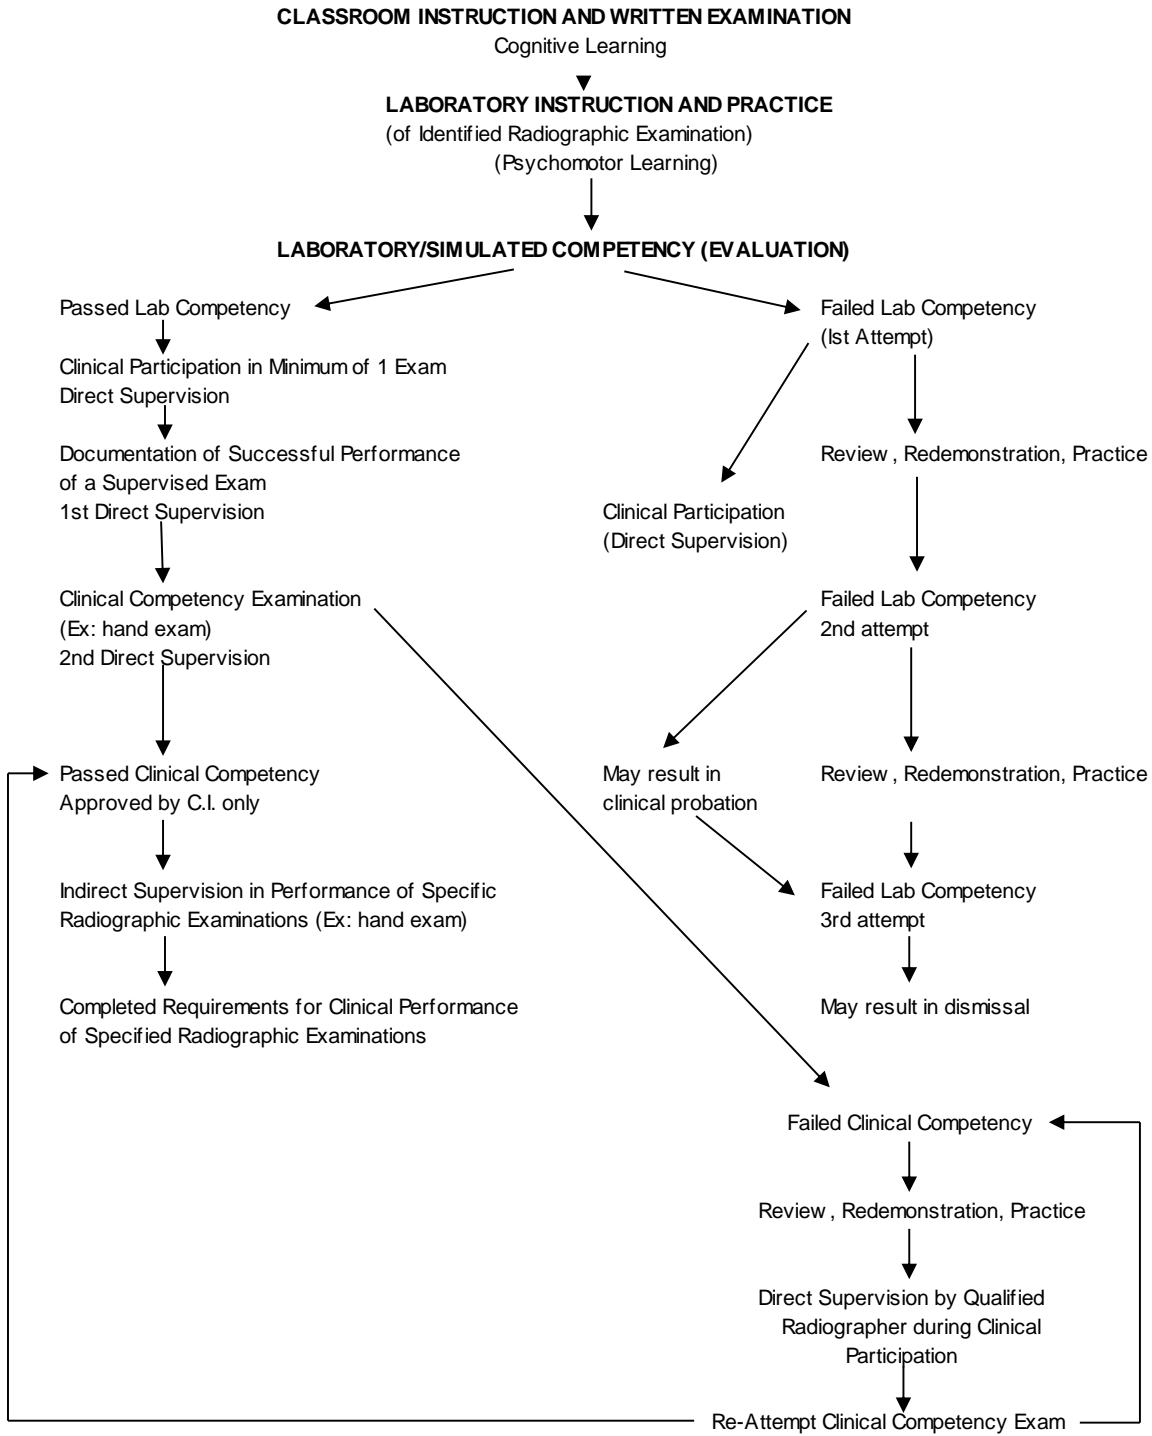 CLASSROOM INSTRUCTION AND WRITTEN EXAMINATION
Cognitive Learning
LABORATORY INSTRUCTION AND PRACTICE
(of Identified Radiographic Examination)
(Psychomotor Learning)
LABORATORY/SIMULATED COMPETENCY (EVALUATION)
Passed Lab Competency
Clinical Participation in Minimum of 1 Exam
Direct Supervision
Documentation of Successful Performance
of a Supervised Exam
1st Direct Supervision
Clinical Competency Examination
(Ex: hand exam)
2nd Direct Supervision
Passed Clinical Competency
Approved by C.I. only
Indirect Supervision in Performance of Specific
Radiographic Examinations (Ex: hand exam)
Completed Requirements for Clinical Performance
of Specified Radiographic Examinations
Failed Lab Competency
(Ist Attempt)
Review, Redemonstration, Practice
Clinical Participation
(Direct Supervision)
Failed Lab Competency
2nd attempt
May result in
clinical probation
Review, Redemonstration, Practice
Failed Lab Competency
3rd attempt
May result in dismissal
Failed Clinical Competency
Review, Redemonstration, Practice
Direct Supervision by Qualified
Radiographer during Clinical
Participation
Re-Attempt Clinical Competency Exam